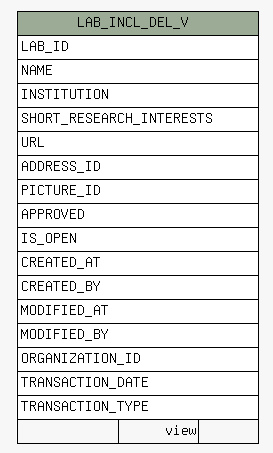 LAB_INCL_DEL_V
LAB_ID
NAME
INSTITUTION
SHORT_RESEARCH_INTERESTS
URL
ADDRESS_ID
PICTURE_ID
APPROVED
IS_OPEN
CREATED_AT
CREATED_BY
MODIFIED_AT
MODIFIED_BY
ORGANIZATION_ID
TRANSACTION_DATE
TRANSACTION_TYPE
view